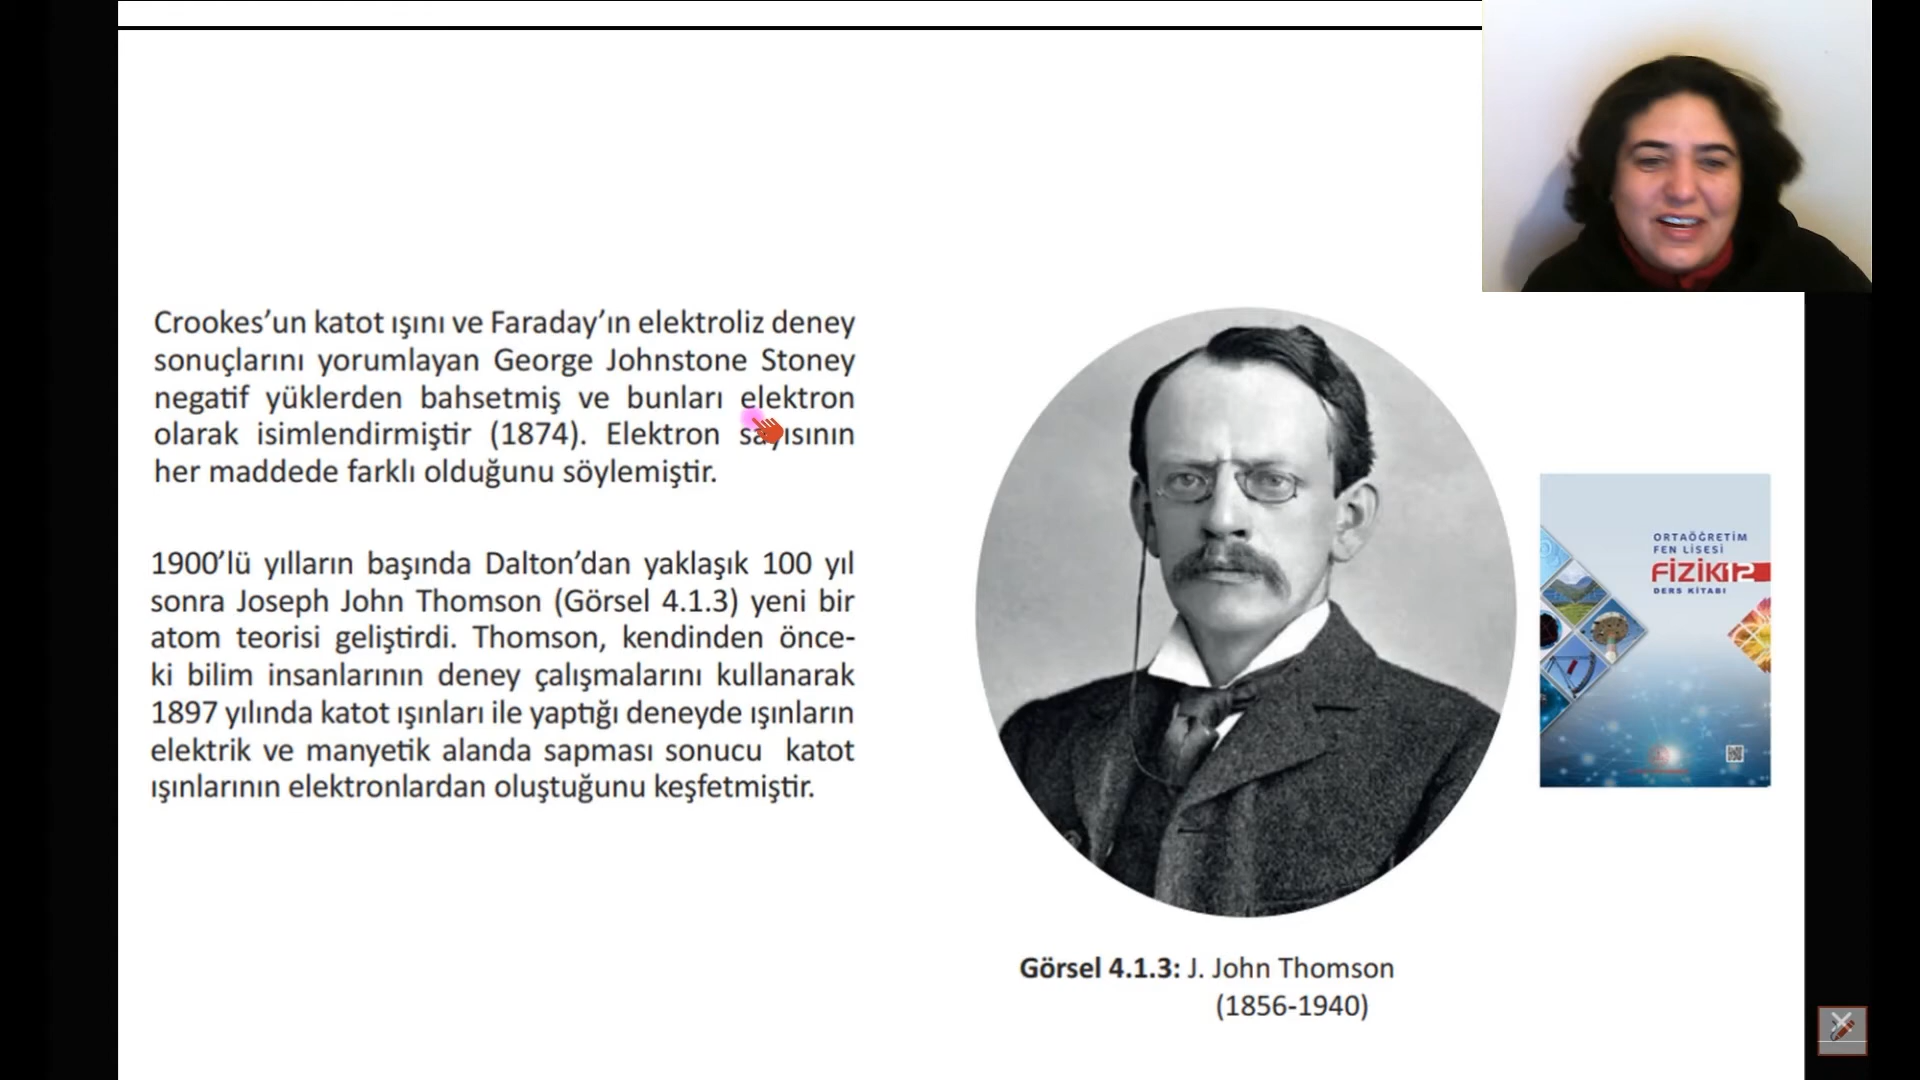 Crookes’un katot ışını ve Faraday’ın elektroliz deney
sonuçlarını yorumlayan George Johnstone Stoney
negatif yüklerden bahsetmiş ve bunları elektron
olarak isimlendirmiştir (1874). Elektron sayısının
her maddede farklı olduğunu söylemiştir.
1900’lü yılların başında Dalton’dan yaklaşık 100 yıl
sonra Joseph John Thomson (Görsel 4.1.3) yeni bir
atom teorisi geliştirdi. Thomson, kendinden önce-
ki bilim insanlarının deney çalışmalarını kullanarak
1897 yılında katot ışınları ile yaptığı deneyde ışınların
elektrik ve manyetik alanda sapması sonucu katot
ışınlarının elektronlardan oluştuğunu keşfetmiştir.
Görsel 4.1.3: J. John Thomson
(1856-1940)
ORTAÖĞRETİM
FEN LİSESİ
FİZİK 12
DERS KİTABI